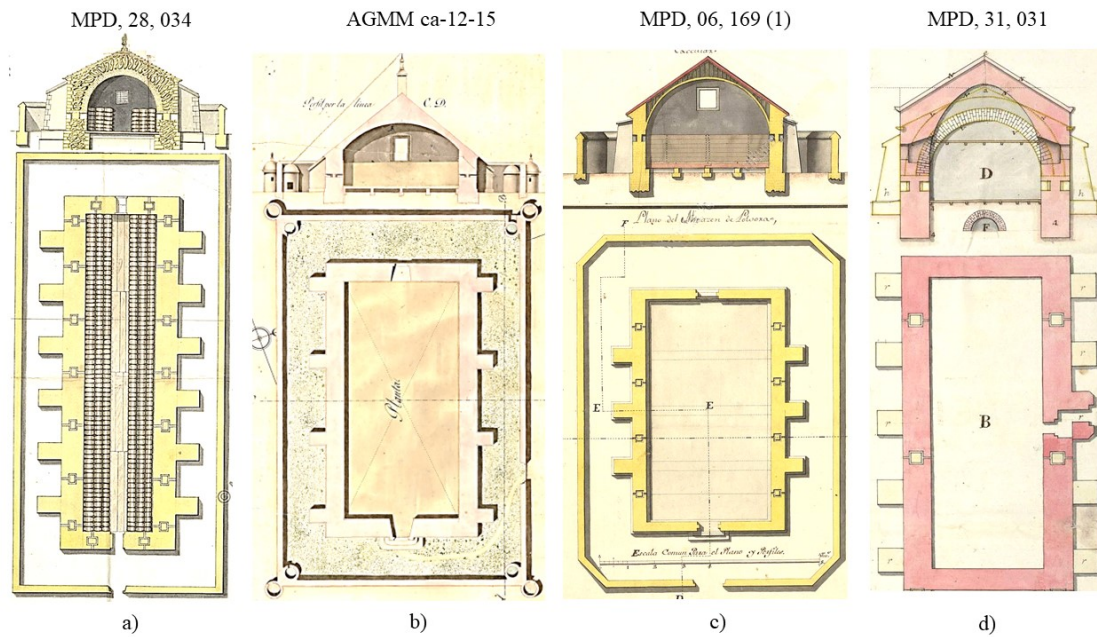 MPD, 28, 034
AGMM ca-12-15
MPD, 06, 169 (1)
MPD, 31, 031
Perfil por la linea C. D.
D
h
h
a
F
Plano del Almazen de Polvora,
F
Planta
E
E
B
r
r
r
r
r
r
r
Escala Comun Para el Plano y Perfiles.
D
a)
b)
c)
d)